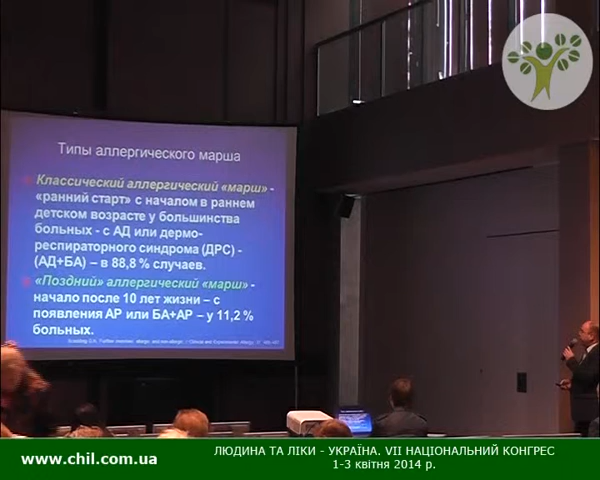 Типы аллергического марша
Классический аллергический «марш» -
«ранний старт» с началом в раннем
детском возрасте у большинства
больных - с АД или дермо-
респираторного синдрома (ДРС) -
(АД+БА) – в 88,8 % случаев.
«Поздний» аллергический «марш» -
начало после 10 лет жизни – с
появления АР или БА+АР – у 11,2 %
больных.
www.chil.com.ua
ЛЮДИНА ТА ЛІКИ - УКРАЇНА. VII НАЦІОНАЛЬНИЙ КОНГРЕС
1-3 квітня 2014 р.